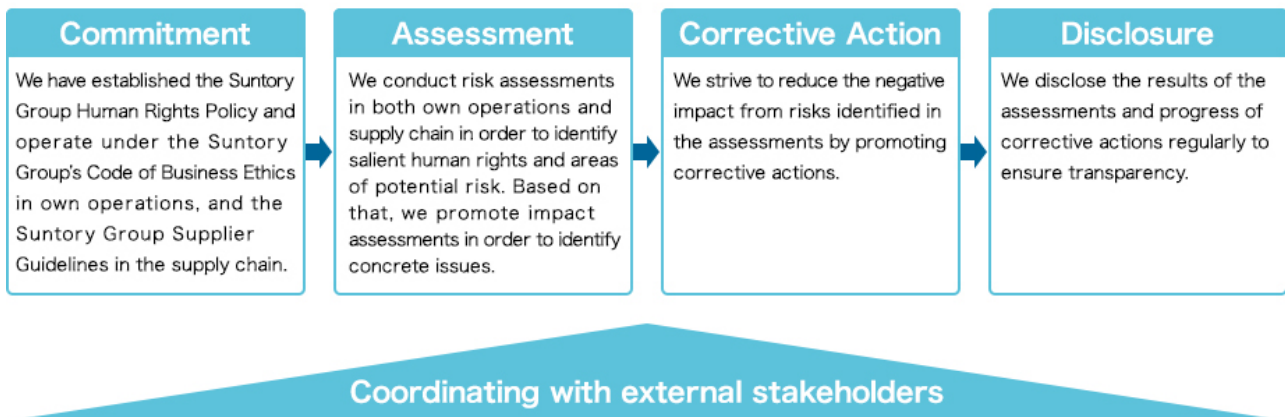 Commitment
We have established the Suntory
Group Human Rights Policy and
operate under the Suntory
Group's Code of Business Ethics
in own operations, and the
Suntory Group Supplier
Guidelines in the supply chain.
Assessment
We conduct risk assessments
in both own operations and
supply chain in order to identify
salient human rights and areas
of potential risk. Based on
that, we promote impact
assessments in order to identify
concrete issues.
Corrective Action
We strive to reduce the negative
impact from risks identified in
the assessments by promoting
corrective actions.
Disclosure
We disclose the results of the
assessments and progress of
corrective actions regularly to
ensure transparency.
Coordinating with external stakeholders